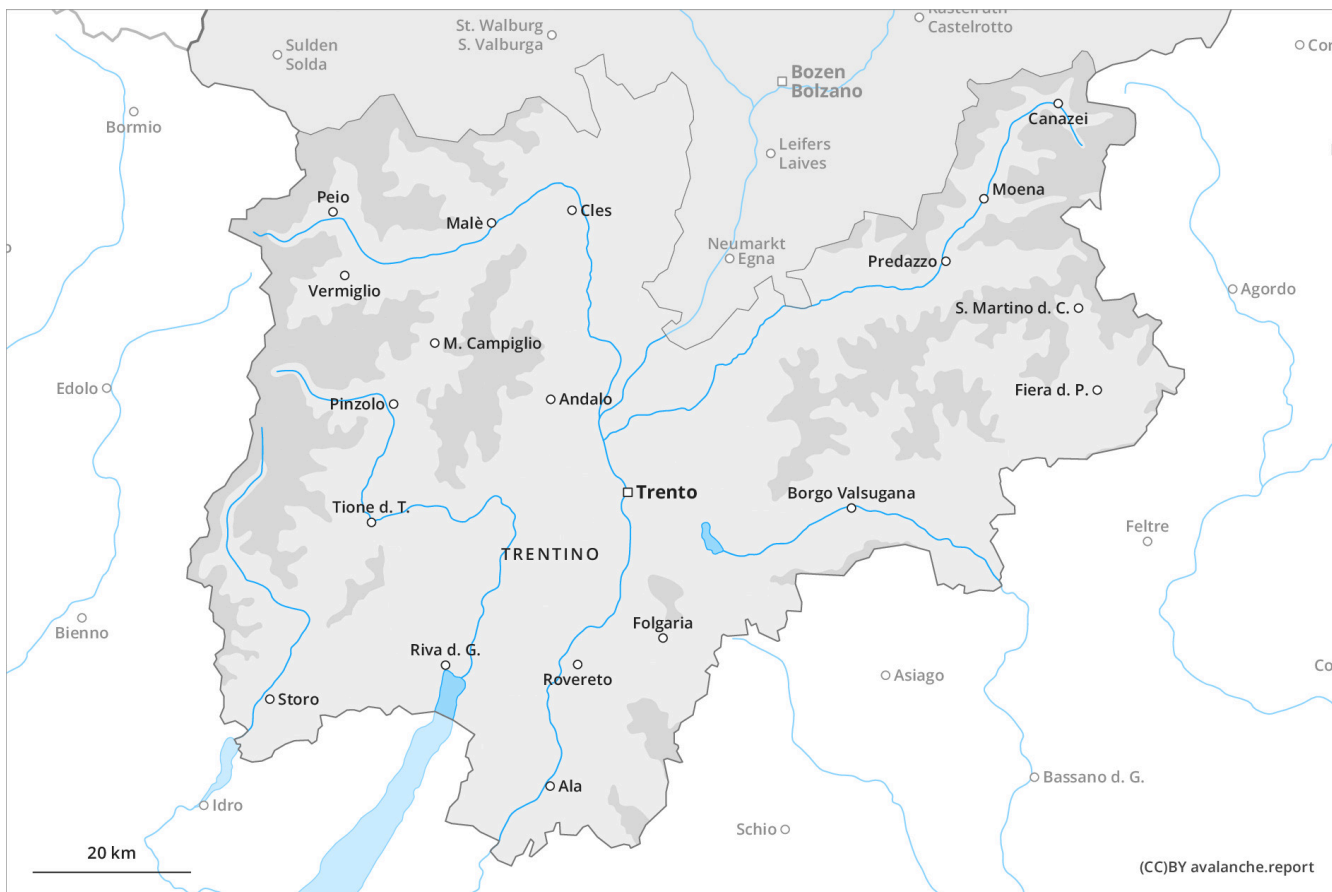 St. Walburg
S. Valburga
Castelrotto
Sulden
Solda
Bozen
Bolzano
Bormio
Canazei
Leifers
Laives
Moena
Peio
Malè
Cles
Neumarkt
Egna
Predazzo
Vermiglio
Agordo
S. Martino d. C.
M. Campiglio
Edolo
Pinzolo
Andalo
Fiera d. P.
Trento
Borgo Valsugana
Tione d. T.
Feltre
TRENTINO
Bienno
Folgaria
Riva d. G.
Rovereto
Asiago
Storo
Ala
Bassano d. G.
Idro
Schio
20 km
(CC)BY avalanche.report